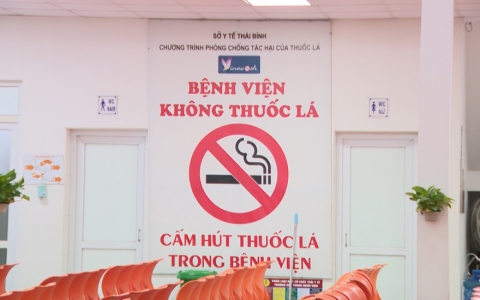 SỞ Y TẾ THÁI BÌNH
CHƯƠNG TRÌNH PHÒNG CHỐNG TÁC HẠI CỦA THUỐC LÁ
Vinacosh
BỆNH VIỆN
KHÔNG THUỐC LÁ
WC
NAM
WC
NỮ
CẤM HÚT THUỐC LÁ
TRONG BỆNH VIỆN